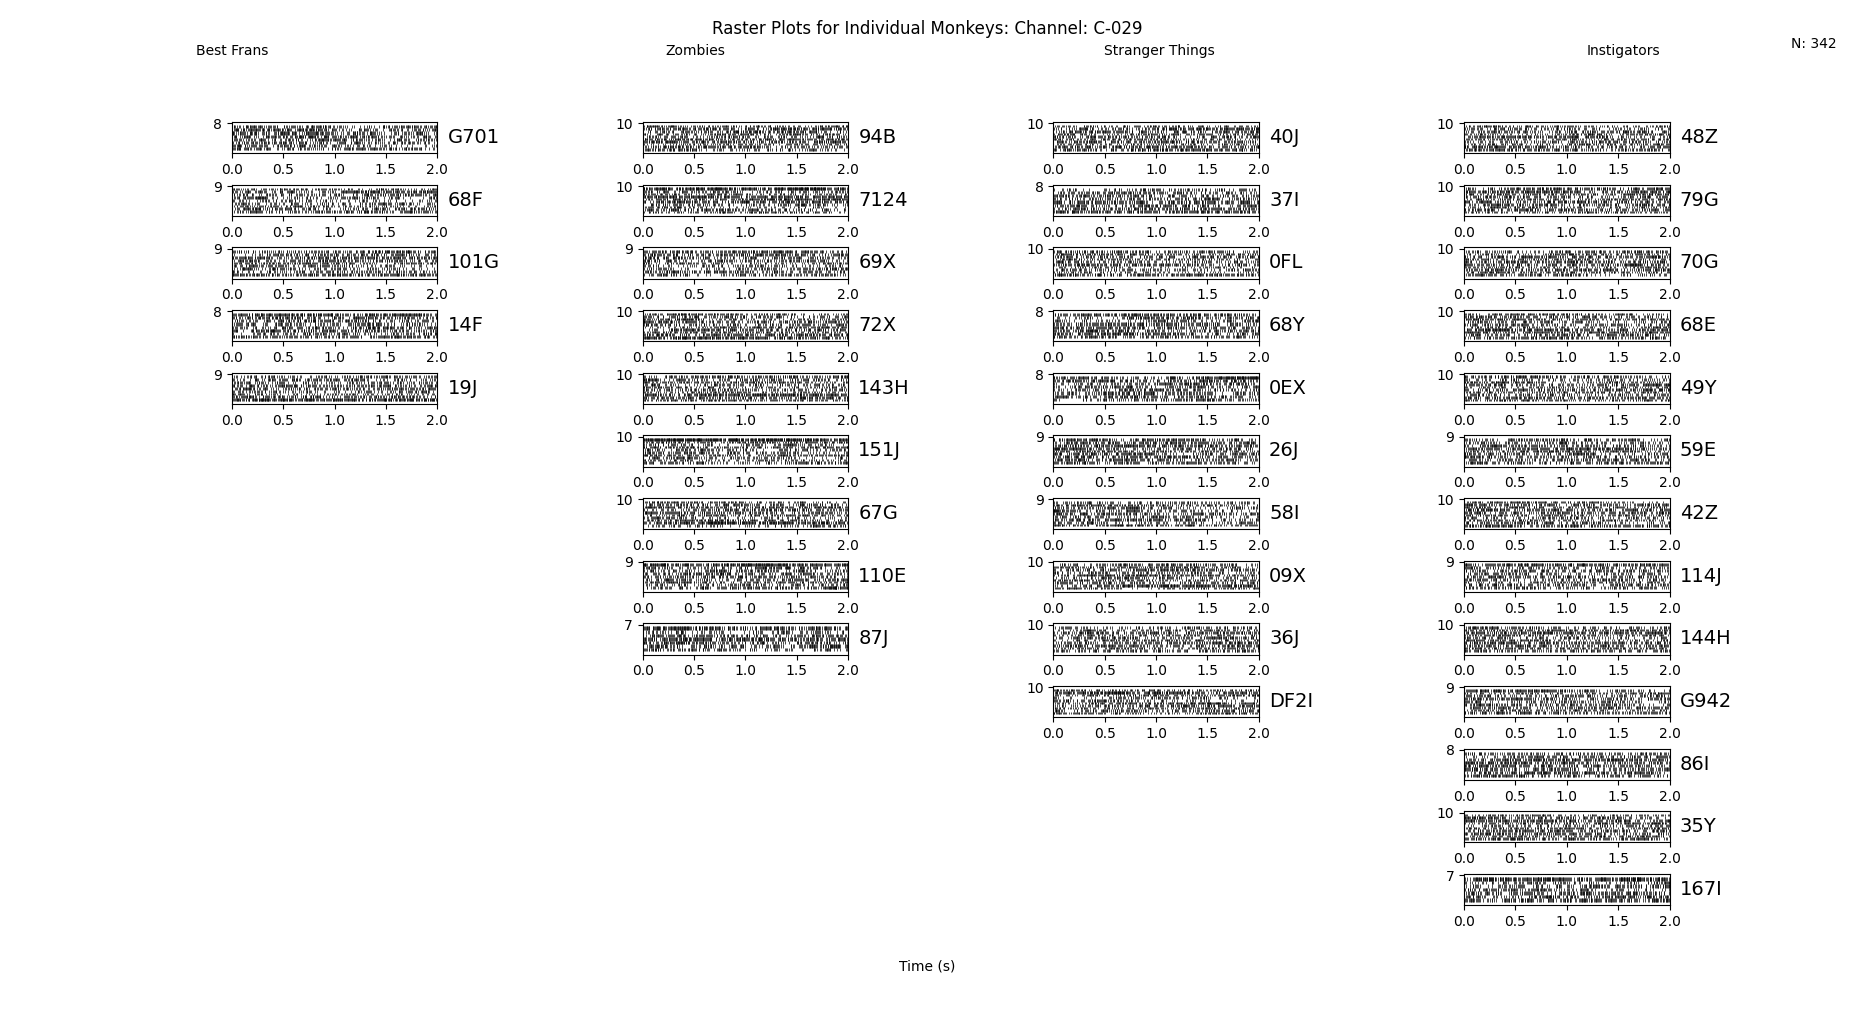 Raster Plots for Individual Monkeys: Channel: C-029
N: 342
Best Frans Zombies Stranger Things Instigators
8 G701 10 94B 10 40J 10 48Z
0.0 0.5 1.0 1.5 2.0 0.0 0.5 1.0 1.5 2.0 0.0 0.5 1.0 1.5 2.0 0.0 0.5 1.0 1.5 2.0
9 68F 10 7124 8 37I 10 79G
0.0 0.5 1.0 1.5 2.0 0.0 0.5 1.0 1.5 2.0 0.0 0.5 1.0 1.5 2.0 0.0 0.5 1.0 1.5 2.0
9 101G 9 69X 10 0FL 10 70G
0.0 0.5 1.0 1.5 2.0 0.0 0.5 1.0 1.5 2.0 0.0 0.5 1.0 1.5 2.0 0.0 0.5 1.0 1.5 2.0
8 14F 10 72X 8 68Y 10 68E
0.0 0.5 1.0 1.5 2.0 0.0 0.5 1.0 1.5 2.0 0.0 0.5 1.0 1.5 2.0 0.0 0.5 1.0 1.5 2.0
9 19J 10 143H 8 0EX 10 49Y
0.0 0.5 1.0 1.5 2.0 0.0 0.5 1.0 1.5 2.0 0.0 0.5 1.0 1.5 2.0 0.0 0.5 1.0 1.5 2.0
10 151J 9 26J 9 59E
0.0 0.5 1.0 1.5 2.0 0.0 0.5 1.0 1.5 2.0 0.0 0.5 1.0 1.5 2.0
10 67G 9 58I 10 42Z
0.0 0.5 1.0 1.5 2.0 0.0 0.5 1.0 1.5 2.0 0.0 0.5 1.0 1.5 2.0
9 110E 10 09X 9 114J
0.0 0.5 1.0 1.5 2.0 0.0 0.5 1.0 1.5 2.0 0.0 0.5 1.0 1.5 2.0
7 87J 10 36J 10 144H
0.0 0.5 1.0 1.5 2.0 0.0 0.5 1.0 1.5 2.0 0.0 0.5 1.0 1.5 2.0
10 DF2I 9 G942
0.0 0.5 1.0 1.5 2.0 0.0 0.5 1.0 1.5 2.0
8 86I
0.0 0.5 1.0 1.5 2.0
10 35Y
0.0 0.5 1.0 1.5 2.0
7 167I
0.0 0.5 1.0 1.5 2.0
Time (s)